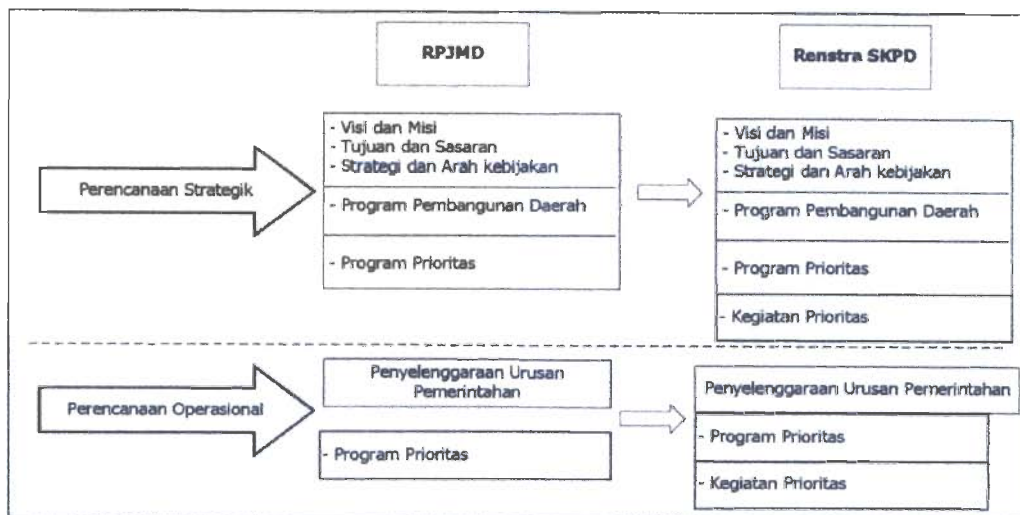 RPJMD
Renstra SKPD
Perencanaan Strategik
- Visi dan Misi
- Tujuan dan Sasaran
- Strategi dan Arah kebijakan
- Program Pembangunan Daerah
- Program Prioritas
- Visi dan Misi
- Tujuan dan Sasaran
- Strategi dan Arah kebijakan
- Program Pembangunan Daerah
- Program Prioritas
- Kegiatan Prioritas
Perencanaan Operasional
Penyelenggaraan Urusan
Pemerintahan
- Program Prioritas
Penyelenggaraan Urusan Pemerintahan
- Program Prioritas
- Kegiatan Prioritas